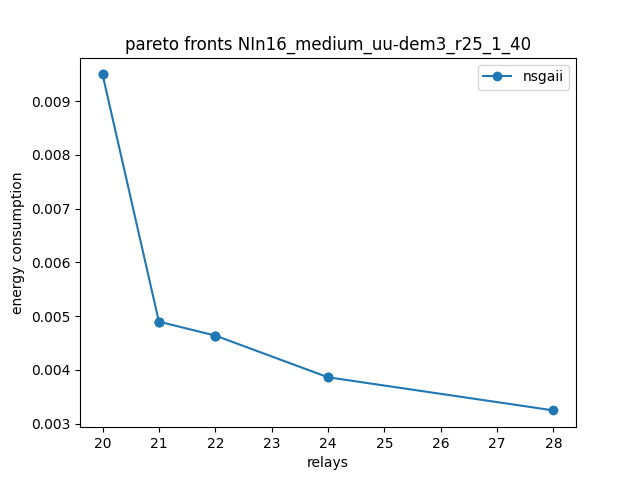 pareto fronts NIn16_medium_uu-dem3_r25_1_40
nsgaii
energy consumption
0.009
0.008
0.007
0.006
0.005
0.004
0.003
20 21 22 23 24 25 26 27 28
relays